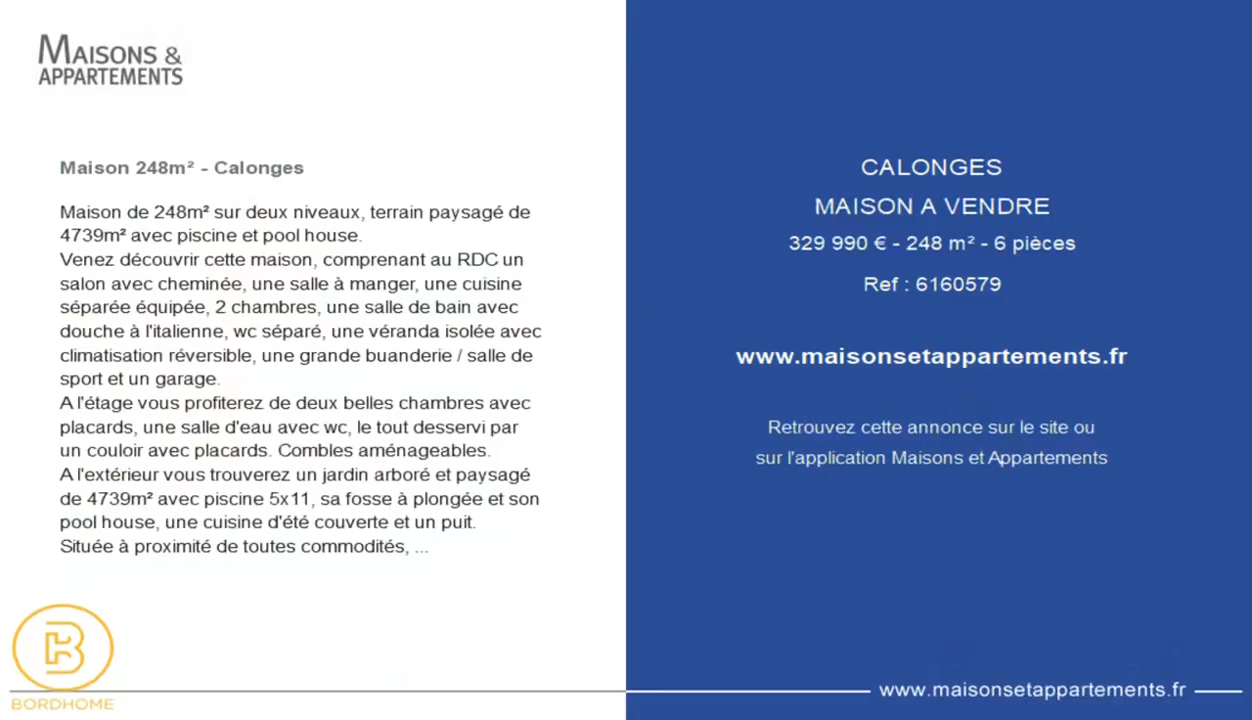 MAISONS &
APPARTEMENTS
Maison 248m² - Calonges
Maison de 248m² sur deux niveaux, terrain paysagé de
4739m² avec piscine et pool house.
Venez découvrir cette maison, comprenant au RDC un
salon avec cheminée, une salle à manger, une cuisine
séparée équipée, 2 chambres, une salle de bain avec
douche à l'italienne, wc séparé, une véranda isolée avec
climatisation réversible, une grande buanderie / salle de
sport et un garage.
A l'étage vous profiterez de deux belles chambres avec
placards, une salle d'eau avec wc, le tout desservi par
un couloir avec placards. Combles aménageables.
A l'extérieur vous trouverez un jardin arboré et paysagé
de 4739m² avec piscine 5x11, sa fosse à plongée et son
pool house, une cuisine d'été couverte et un puit.
Située à proximité de toutes commodités, ...
BORDHOME
CALONGES
MAISON A VENDRE
329 990 € - 248 m² - 6 pièces
Ref : 6160579
www.maisonsetappartements.fr
Retrouvez cette annonce sur le site ou
sur l'application Maisons et Appartements
www.maisonsetappartements.fr